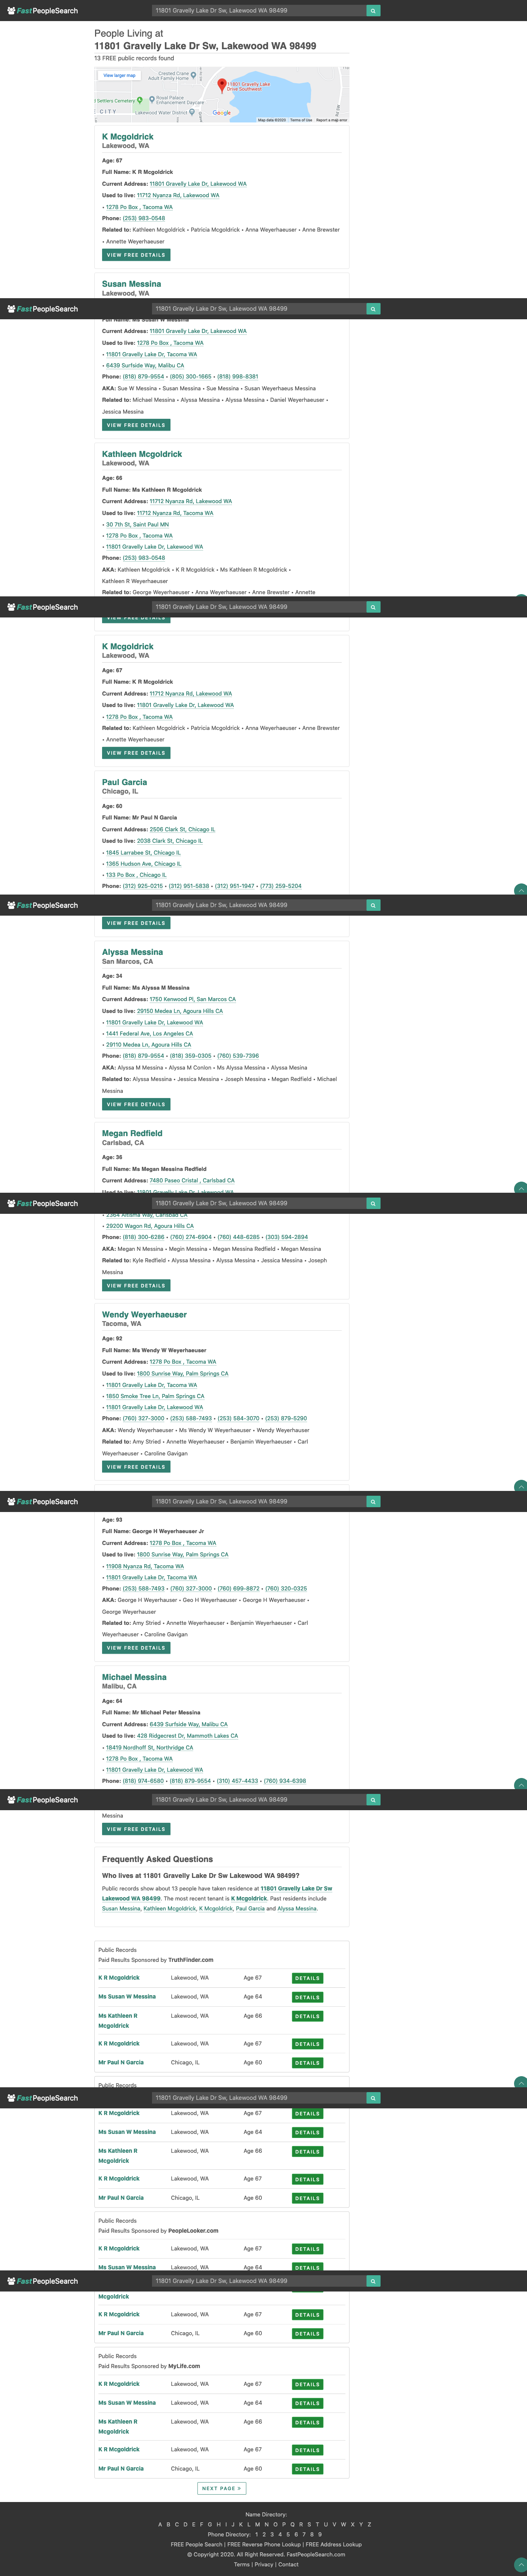 FastPeopleSearch
11801 Gravelly Lake Dr Sw, Lakewood WA 98499
People Living at
11801 Gravelly Lake Dr Sw, Lakewood WA 98499
13 FREE public records found
View larger map
Crested Crane
Adult Family Home
11801 Gravelly Lake
Drive Southwest
Settlers Cemetery
Royal Palace
Enhancement Daycare
CITY
Lakewood Water District
Google
Map data ©2020 Terms of Use Report a map error
K Mcgoldrick
Lakewood, WA
Age: 67
Full Name: K R Mcgoldrick
Current Address: 11801 Gravelly Lake Dr, Lakewood WA
Used to live: 11712 Nyanza Rd, Lakewood WA
• 1278 Po Box , Tacoma WA
Phone: (253) 983-0548
Related to: Kathleen Mcgoldrick • Patricia Mcgoldrick • Anna Weyerhaeuser • Anne Brewster
• Annette Weyerhaeuser
VIEW FREE DETAILS
Susan Messina
Lakewood, WA
FastPeopleSearch
11801 Gravelly Lake Dr Sw, Lakewood WA 98499
Full Name: Ms Susan W Messina
Current Address: 11801 Gravelly Lake Dr, Lakewood WA
Used to live: 1278 Po Box , Tacoma WA
• 11801 Gravelly Lake Dr, Tacoma WA
• 6439 Surfside Way, Malibu CA
Phone: (818) 879-9554 • (805) 300-1665 • (818) 998-8381
AKA: Sue W Messina • Susan Messina • Sue Messina • Susan Weyerhaeus Messina
Related to: Michael Messina • Alyssa Messina • Alyssa Messina • Daniel Weyerhaeuser •
Jessica Messina
VIEW FREE DETAILS
Kathleen Mcgoldrick
Lakewood, WA
Age: 66
Full Name: Ms Kathleen R Mcgoldrick
Current Address: 11712 Nyanza Rd, Lakewood WA
Used to live: 11712 Nyanza Rd, Tacoma WA
• 30 7th St, Saint Paul MN
• 1278 Po Box , Tacoma WA
• 11801 Gravelly Lake Dr, Lakewood WA
Phone: (253) 983-0548
AKA: Kathleen Mcgoldrick • K R Mcgoldrick • Ms Kathleen R Mcgoldrick •
Kathleen R Weyerhaeuser
Related to: George Weyerhaeuser • Anna Weyerhaeuser • Anne Brewster • Annette
FastPeopleSearch
11801 Gravelly Lake Dr Sw, Lakewood WA 98499
VIEW FREE DETAILS
K Mcgoldrick
Lakewood, WA
Age: 67
Full Name: K R Mcgoldrick
Current Address: 11712 Nyanza Rd, Lakewood WA
Used to live: 11801 Gravelly Lake Dr, Lakewood WA
• 1278 Po Box , Tacoma WA
Related to: Kathleen Mcgoldrick • Patricia Mcgoldrick • Anna Weyerhaeuser • Anne Brewster
• Annette Weyerhaeuser
VIEW FREE DETAILS
Paul Garcia
Chicago, IL
Age: 60
Full Name: Mr Paul N Garcia
Current Address: 2506 Clark St, Chicago IL
Used to live: 2038 Clark St, Chicago IL
• 1845 Larrabee St, Chicago IL
• 1365 Hudson Ave, Chicago IL
• 133 Po Box , Chicago IL
Phone: (312) 925-0215 • (312) 951-5838 • (312) 951-1947 • (773) 259-5204
FastPeopleSearch
11801 Gravelly Lake Dr Sw, Lakewood WA 98499
VIEW FREE DETAILS
Alyssa Messina
San Marcos, CA
Age: 34
Full Name: Ms Alyssa M Messina
Current Address: 1750 Kenwood Pl, San Marcos CA
Used to live: 29150 Medea Ln, Agoura Hills CA
• 11801 Gravelly Lake Dr, Lakewood WA
• 1441 Federal Ave, Los Angeles CA
• 29110 Medea Ln, Agoura Hills CA
Phone: (818) 879-9554 • (818) 359-0305 • (760) 539-7396
AKA: Alyssa M Messina • Alyssa M Conlon • Ms Alyssa Messina • Alyssa Mesina
Related to: Alyssa Messina • Jessica Messina • Joseph Messina • Megan Redfield • Michael
Messina
VIEW FREE DETAILS
Megan Redfield
Carlsbad, CA
Age: 36
Full Name: Ms Megan Messina Redfield
Current Address: 7480 Paseo Cristal , Carlsbad CA
Used to live: 11801 Gravelly Lake Dr, Lakewood WA
FastPeopleSearch
11801 Gravelly Lake Dr Sw, Lakewood WA 98499
• 2364 Altisma Way, Carlsbad CA
• 29200 Wagon Rd, Agoura Hills CA
Phone: (818) 300-6286 • (760) 274-6904 • (760) 448-6285 • (303) 594-2694
AKA: Megan N Messina • Megin Messina • Megan Messina Redfield • Megan Messina
Related to: Kyle Redfield • Alyssa Messina • Alyssa Messina • Jessica Messina • Joseph
Messina
VIEW FREE DETAILS
Wendy Weyerhaeuser
Tacoma, WA
Age: 92
Full Name: Ms Wendy W Weyerhaeuser
Current Address: 1278 Po Box , Tacoma WA
Used to live: 1800 Sunrise Way, Palm Springs CA
• 11801 Gravelly Lake Dr, Tacoma WA
• 1850 Smoke Tree Ln, Palm Springs CA
• 11801 Gravelly Lake Dr, Lakewood WA
Phone: (760) 327-3000 • (253) 588-7493 • (253) 584-3070 • (253) 879-5290
AKA: Wendy Weyerhaeuser • Ms Wendy W Weyerhaeuser • Wendy Weyerhauser
Related to: Amy Stried • Annette Weyerhaeuser • Benjamin Weyerhaeuser • Carl
Weyerhaeuser • Caroline Gavigan
VIEW FREE DETAILS
FastPeopleSearch
11801 Gravelly Lake Dr Sw, Lakewood WA 98499
Age: 93
Full Name: George H Weyerhaeuser Jr
Current Address: 1278 Po Box , Tacoma WA
Used to live: 1800 Sunrise Way, Palm Springs CA
• 11908 Nyanza Rd, Tacoma WA
• 11801 Gravelly Lake Dr, Tacoma WA
Phone: (253) 588-7493 • (760) 327-3000 • (760) 699-8872 • (760) 320-0325
AKA: George H Weyerhauser • Geo H Weyerhaeuser • George H Weyerhaeuser •
George Weyerhauser
Related to: Amy Stried • Annette Weyerhaeuser • Benjamin Weyerhaeuser • Carl
Weyerhaeuser • Caroline Gavigan
VIEW FREE DETAILS
Michael Messina
Malibu, CA
Age: 64
Full Name: Mr Michael Peter Messina
Current Address: 6439 Surfside Way, Malibu CA
Used to live: 428 Ridgecrest Dr, Mammoth Lakes CA
• 18419 Nordhoff St, Northridge CA
• 1278 Po Box , Tacoma WA
• 11801 Gravelly Lake Dr, Lakewood WA
Phone: (818) 974-6580 • (818) 879-9554 • (310) 457-4433 • (760) 934-6398
FastPeopleSearch
11801 Gravelly Lake Dr Sw, Lakewood WA 98499
Messina
VIEW FREE DETAILS
Frequently Asked Questions
Who lives at 11801 Gravelly Lake Dr Sw Lakewood WA 98499?
Public records show about 13 people have taken residence at 11801 Gravelly Lake Dr Sw
Lakewood WA 98499. The most recent tenant is K Mcgoldrick. Past residents include
Susan Messina, Kathleen Mcgoldrick, K Mcgoldrick, Paul Garcia and Alyssa Messina.
Public Records
Paid Results Sponsored by TruthFinder.com
K R Mcgoldrick Lakewood, WA Age 67 DETAILS
Ms Susan W Messina Lakewood, WA Age 64 DETAILS
Ms Kathleen R Lakewood, WA Age 66 DETAILS
Mcgoldrick
K R Mcgoldrick Lakewood, WA Age 67 DETAILS
Mr Paul N Garcia Chicago, IL Age 60 DETAILS
Public Records
FastPeopleSearch
11801 Gravelly Lake Dr Sw, Lakewood WA 98499
K R Mcgoldrick Lakewood, WA Age 67 DETAILS
Ms Susan W Messina Lakewood, WA Age 64 DETAILS
Ms Kathleen R Lakewood, WA Age 66 DETAILS
Mcgoldrick
K R Mcgoldrick Lakewood, WA Age 67 DETAILS
Mr Paul N Garcia Chicago, IL Age 60 DETAILS
Public Records
Paid Results Sponsored by PeopleLooker.com
K R Mcgoldrick Lakewood, WA Age 67 DETAILS
Ms Susan W Messina Lakewood, WA Age 64 DETAILS
FastPeopleSearch
11801 Gravelly Lake Dr Sw, Lakewood WA 98499
Mcgoldrick
K R Mcgoldrick Lakewood, WA Age 67 DETAILS
Mr Paul N Garcia Chicago, IL Age 60 DETAILS
Public Records
Paid Results Sponsored by MyLife.com
K R Mcgoldrick Lakewood, WA Age 67 DETAILS
Ms Susan W Messina Lakewood, WA Age 64 DETAILS
Ms Kathleen R Lakewood, WA Age 66 DETAILS
Mcgoldrick
K R Mcgoldrick Lakewood, WA Age 67 DETAILS
Mr Paul N Garcia Chicago, IL Age 60 DETAILS
NEXT PAGE >
Name Directory:
A B C D E F G H I J K L M N O P Q R S T U V W X Y Z
Phone Directory: 1 2 3 4 5 6 7 8 9
FREE People Search | FREE Reverse Phone Lookup | FREE Address Lookup
© Copyright 2020. All Right Reserved. FastPeopleSearch.com
Terms | Privacy | Contact